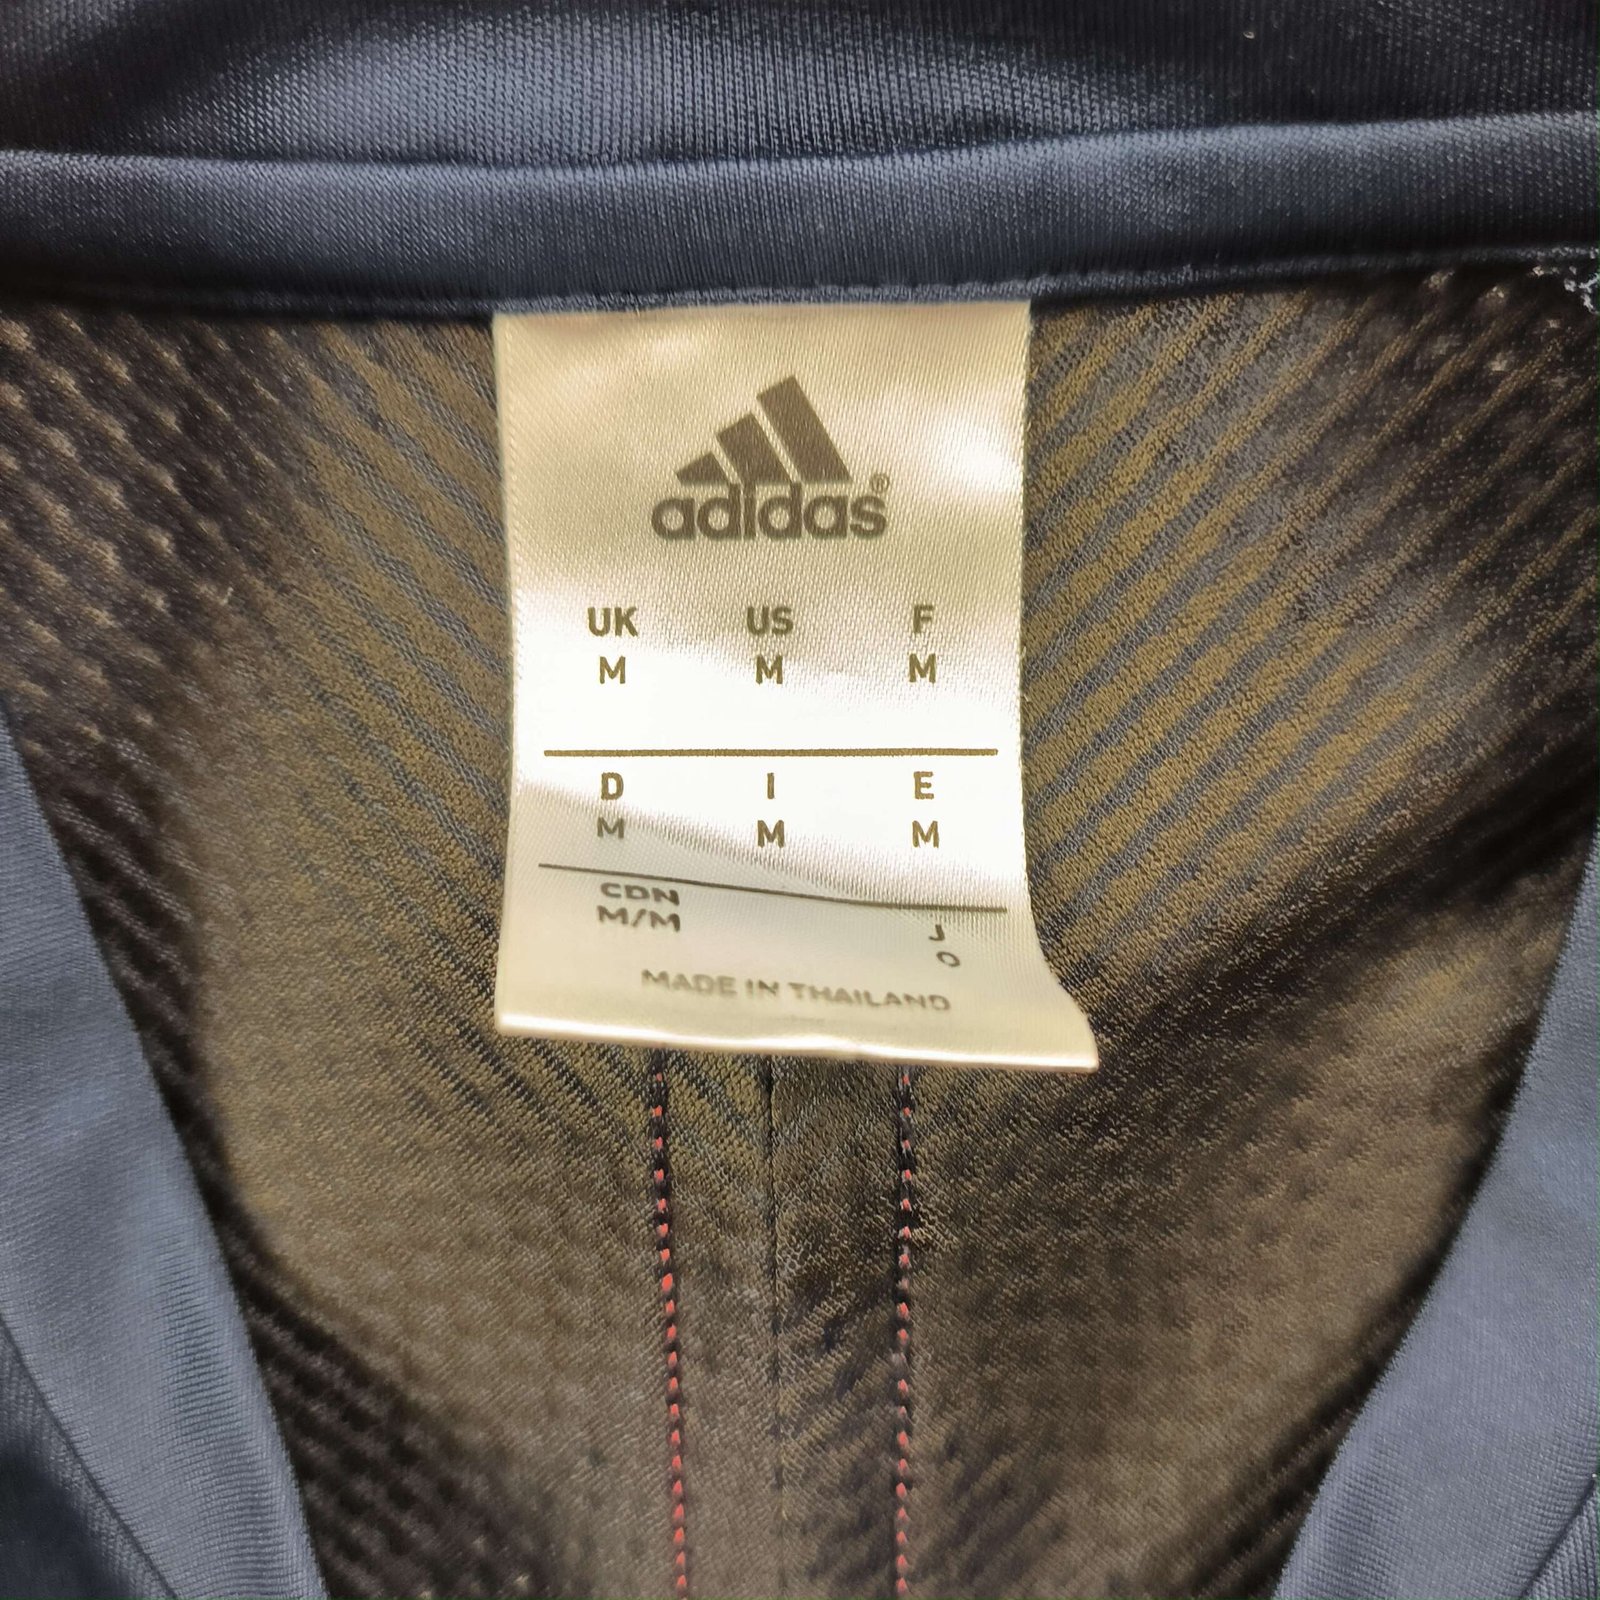 adidas®
UK US F
M M M
D I E
M M M
CDN J
M/M O
MADE IN THAILAND